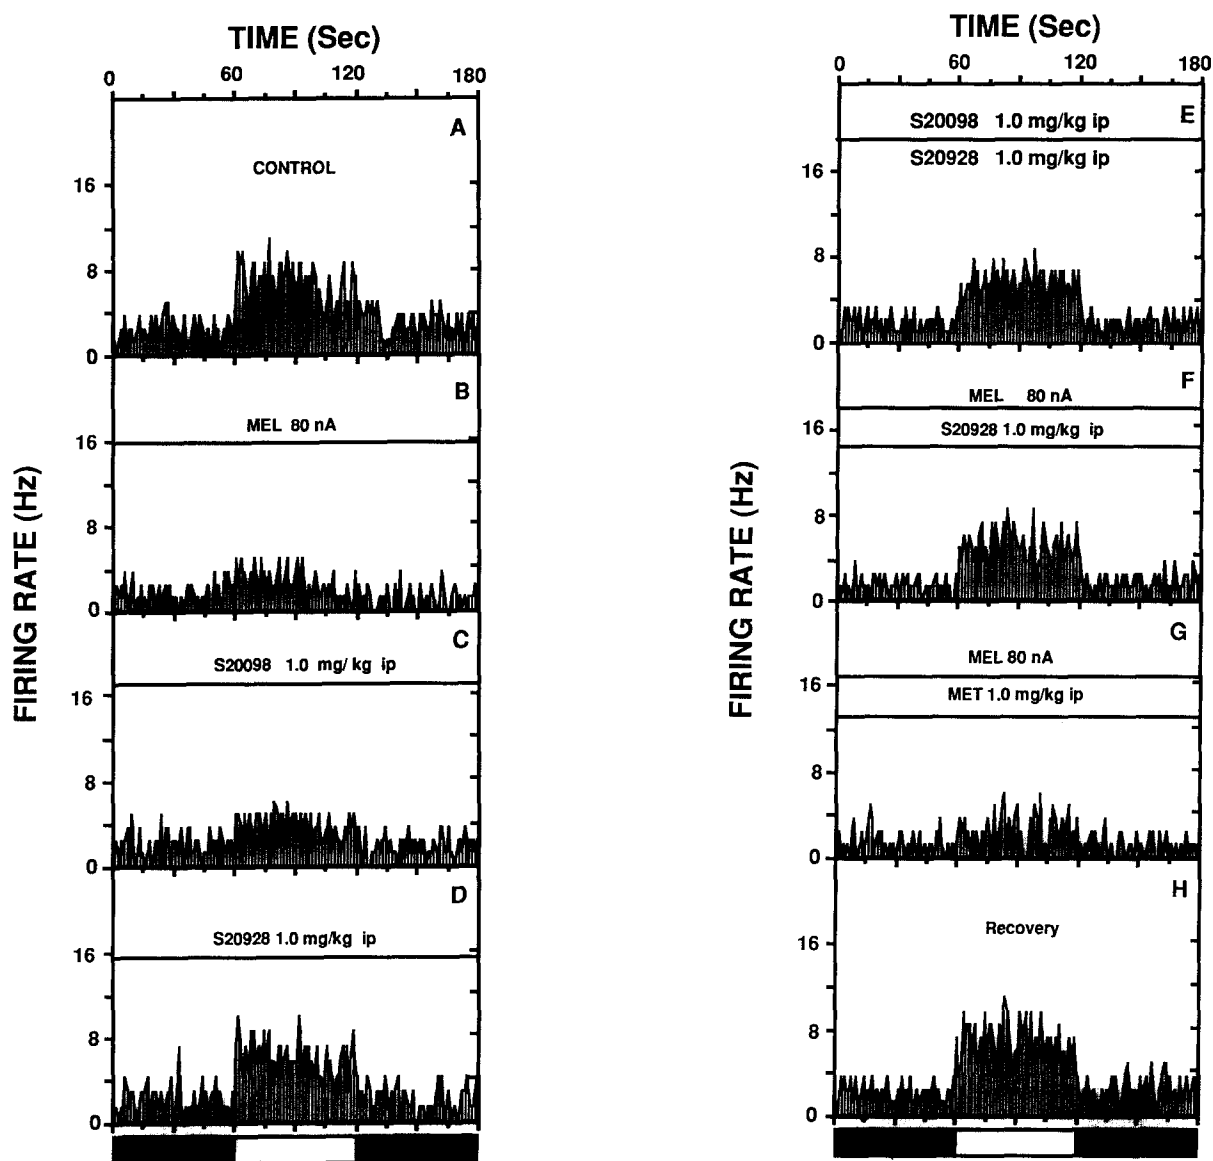 TIME (Sec)
0 60 120 180
A
CONTROL
16
8
0
B
MEL 80 nA
16
8
0
C
S20098 1.0 mg/ kg ip
16
8
0
D
S20928 1.0 mg/kg ip
16
8
0
FIRING RATE (Hz)
TIME (Sec)
0 60 120 180
E
S20098 1.0 mg/kg ip
S20928 1.0 mg/kg ip
16
8
0
F
MEL 80 nA
S20928 1.0 mg/kg ip
16
8
0
G
MEL 80 nA
MET 1.0 mg/kg ip
16
8
0
H
Recovery
16
8
0
FIRING RATE (Hz)